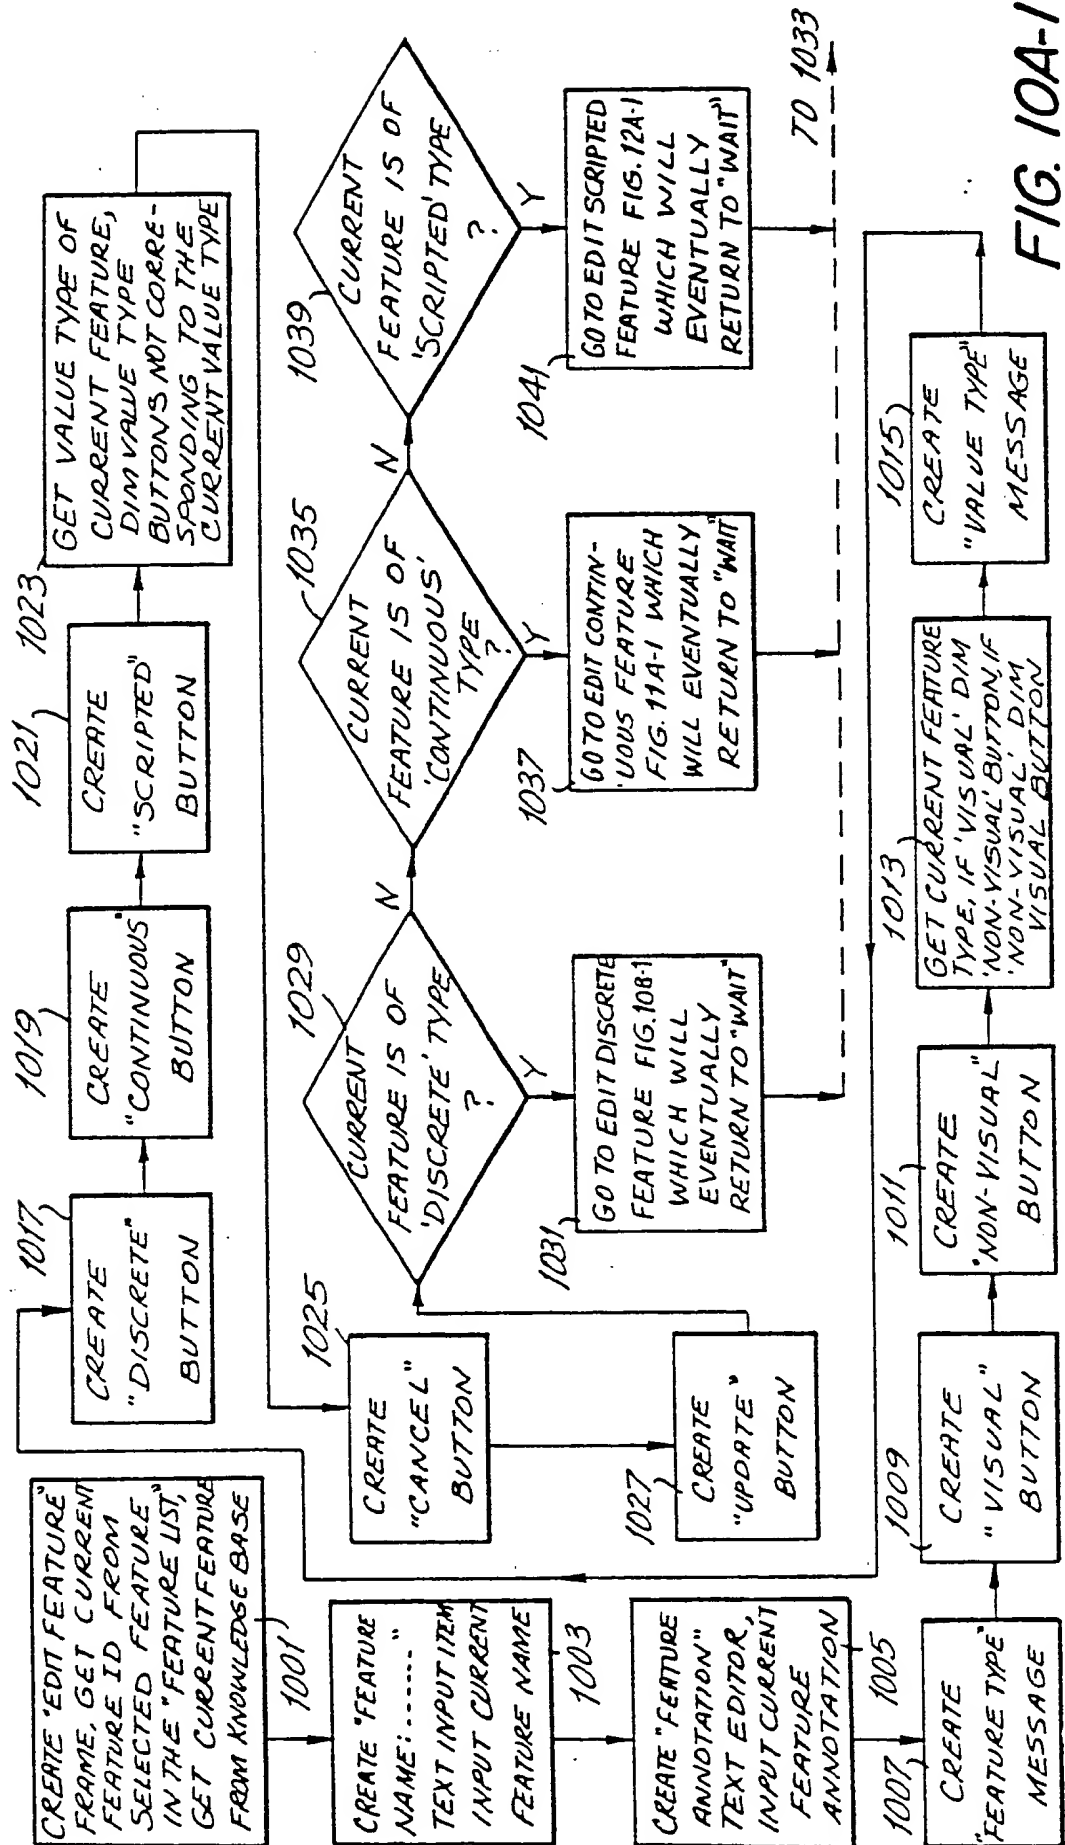 CREATE "EDIT FEATURE"
FRAME, GET CURRENT
FEATURE ID FROM
SELECTED FEATURE
IN THE "FEATURE LIST",
GET CURRENT FEATURE
FROM KNOWLEDGE BASE
1001
CREATE "FEATURE
NAME:....."
TEXT INPUT ITEM
INPUT CURRENT
FEATURE NAME
1003
CREATE "FEATURE
ANNOTATION"
TEXT EDITOR,
INPUT CURRENT
FEATURE
ANNOTATION
1005
1007
CREATE
"FEATURE TYPE"
MESSAGE
1009
CREATE
"VISUAL"
BUTTON
1011
CREATE
"NON-VISUAL"
BUTTON
1013
GET CURRENT FEATURE
TYPE, IF 'VISUAL' DIM
'NON-VISUAL' BUTTON, IF
'NON-VISUAL' DIM
VISUAL BUTTON
1015
CREATE
"VALUE TYPE"
MESSAGE
1017
CREATE
"DISCRETE"
BUTTON
1019
CREATE
"CONTINUOUS"
BUTTON
1021
CREATE
"SCRIPTED"
BUTTON
1023
GET VALUE TYPE OF
CURRENT FEATURE,
DIM VALUE TYPE
BUTTONS NOT CORRE-
SPONDING TO THE
CURRENT VALUE TYPE
1025
CREATE
"CANCEL"
BUTTON
1027
CREATE
"UPDATE"
BUTTON
1029
CURRENT
FEATURE IS OF
'DISCRETE' TYPE
?
N
Y
1031
GO TO EDIT DISCRETE
FEATURE FIG. 10B-1
WHICH WILL
EVENTUALLY
RETURN TO "WAIT"
1035
CURRENT
FEATURE IS OF
'CONTINUOUS'
TYPE
?
N
Y
1037
GO TO EDIT CONTIN-
UOUS FEATURE
FIG. 11A-1 WHICH
WILL EVENTUALLY
RETURN TO "WAIT"
1039
CURRENT
FEATURE IS OF
'SCRIPTED' TYPE
?
Y
1041
GO TO EDIT SCRIPTED
FEATURE FIG. 12A-1
WHICH WILL
EVENTUALLY
RETURN TO "WAIT"
TO 1033
FIG. 10A-1